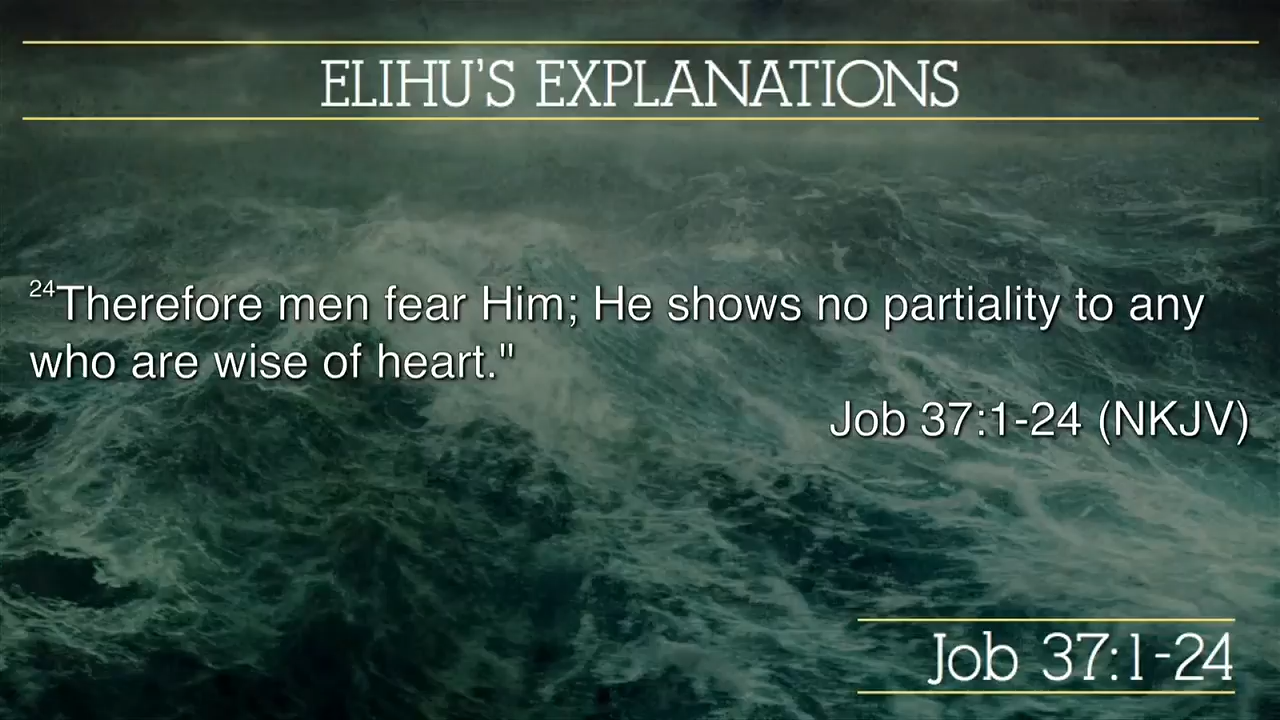 ELIHU'S EXPLANATIONS
24Therefore men fear Him; He shows no partiality to any
who are wise of heart."
Job 37:1-24 (NKJV)
Job 37:1-24